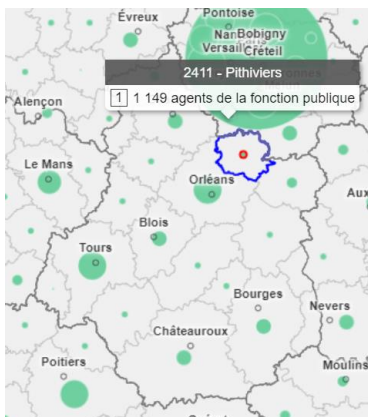 Évreux
Pontoise
Bobigny
Versail
Créteil
2411 - Pithiviers
1 1 149 agents de la fonction publique
Alençon
Le Mans
Orléans
Aux
Blois
Tours
Bourges
Nevers
Châteauroux
Poitiers
Moulins